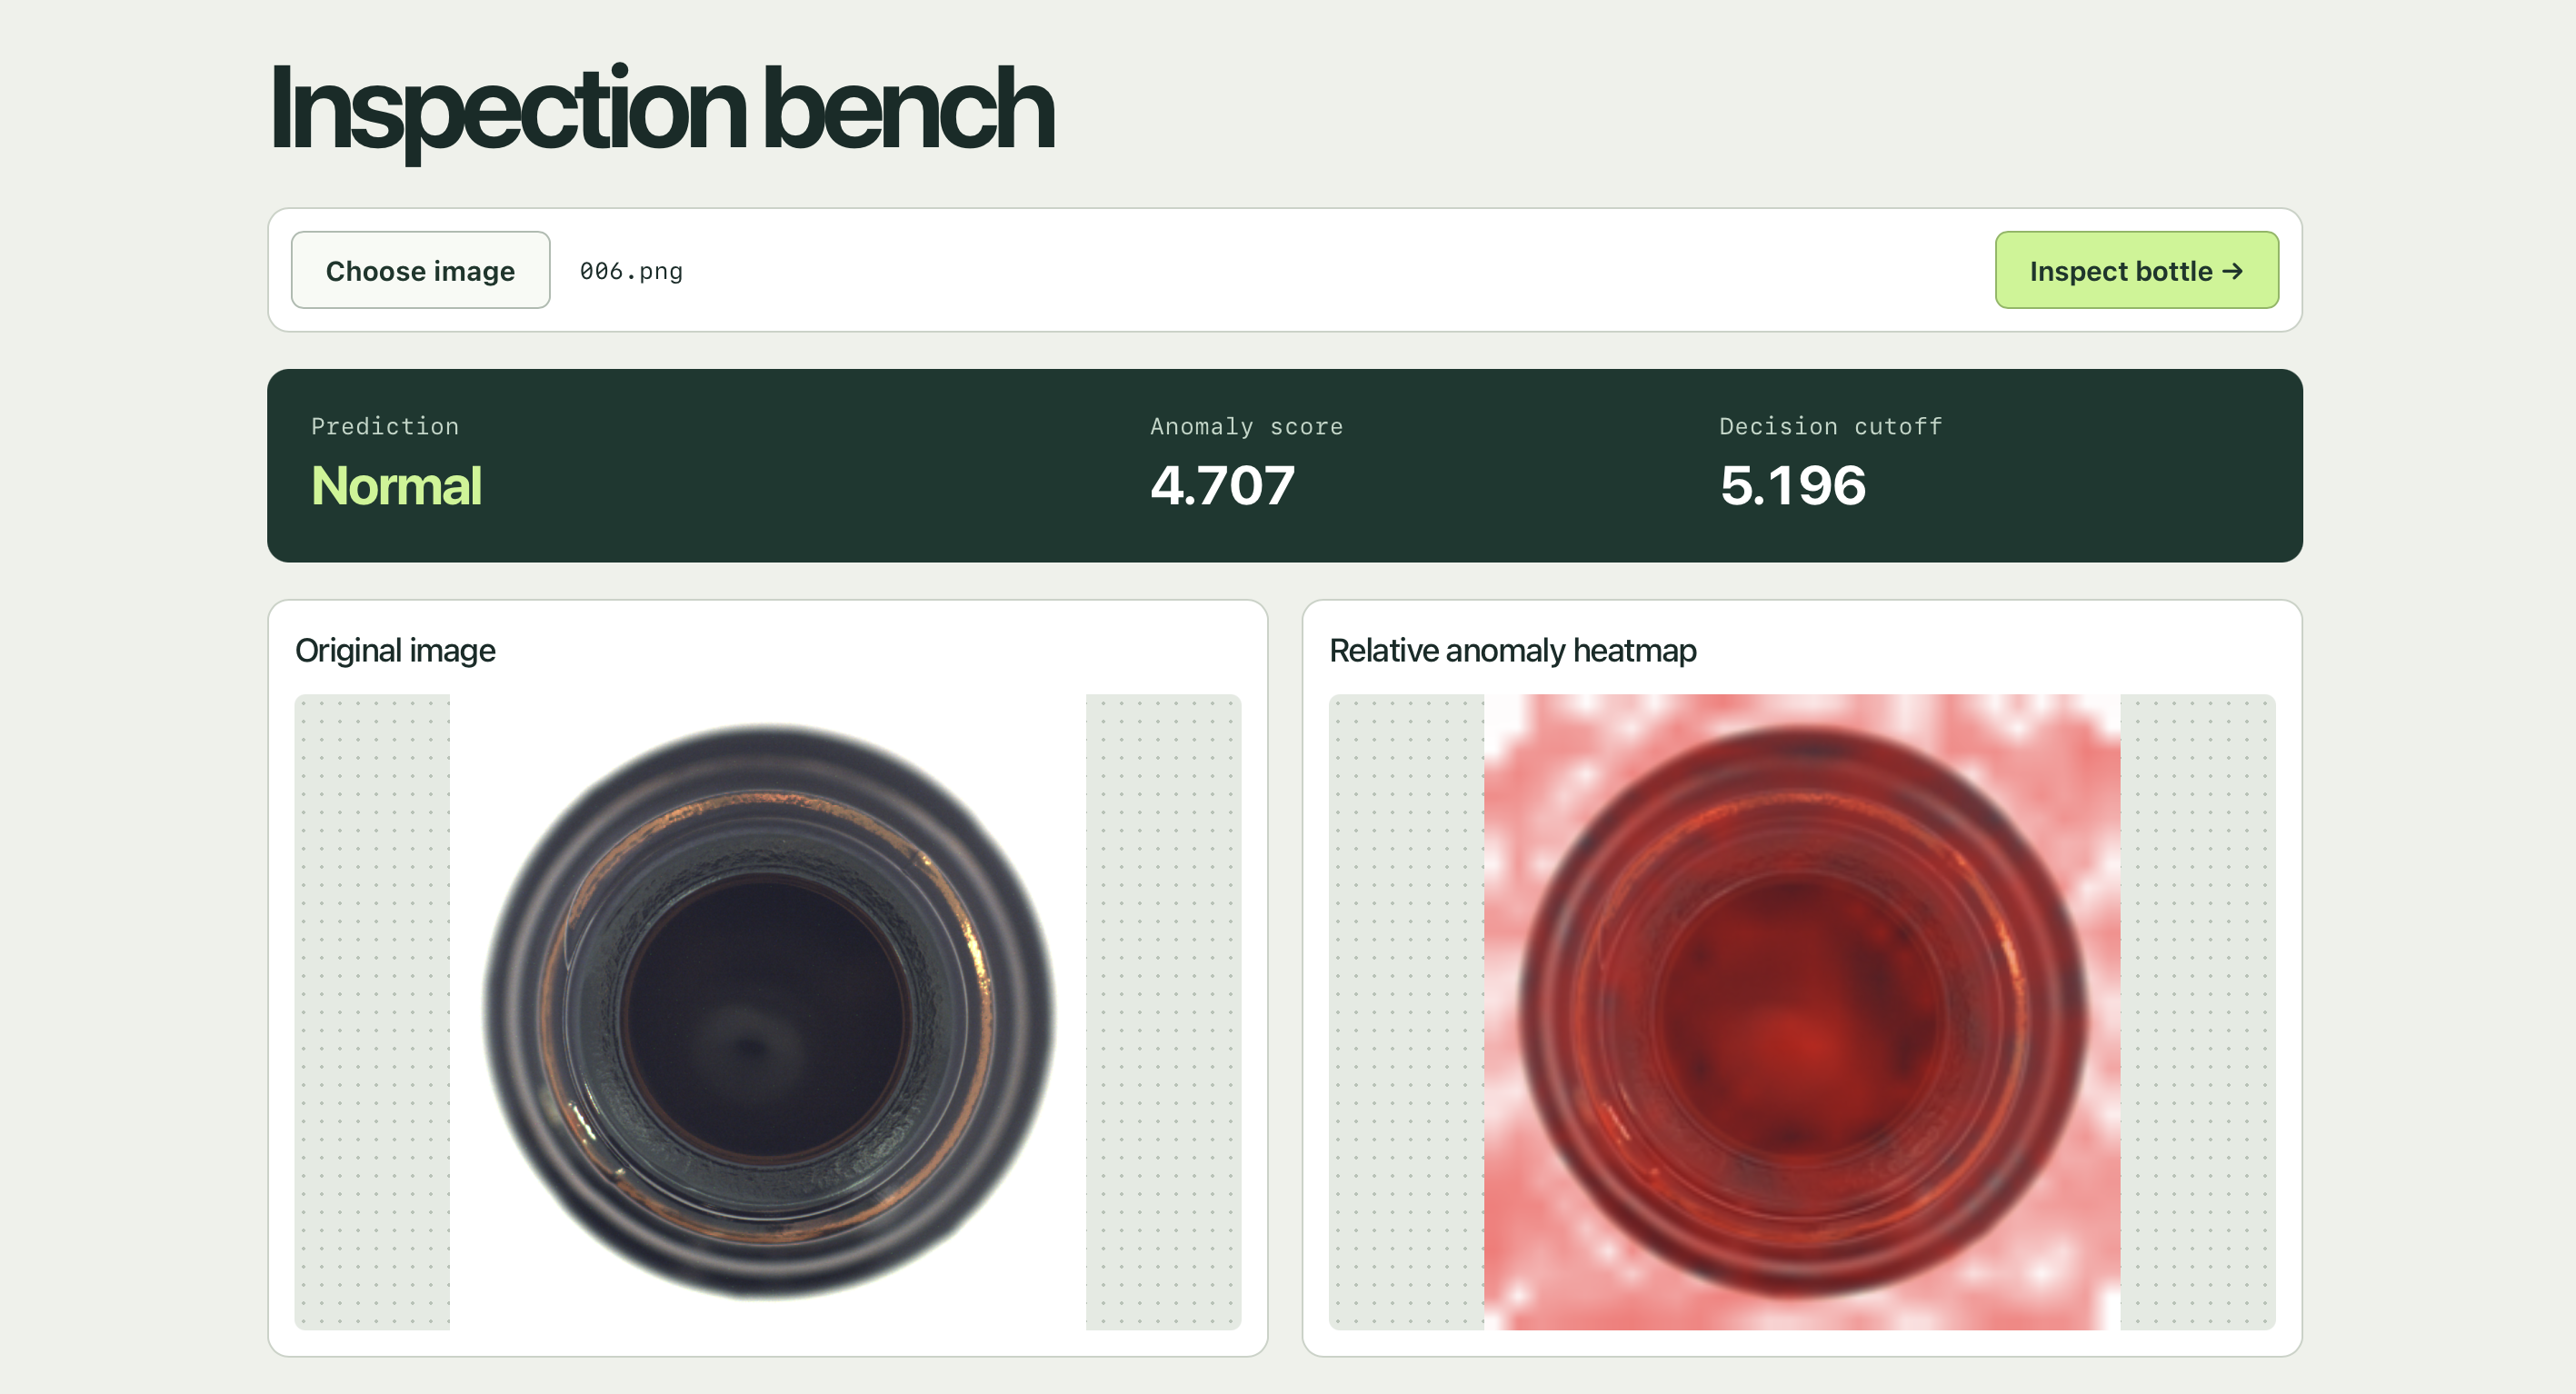 Inspection bench
Choose image
006.png
Inspect bottle →
Prediction
Anomaly score
Decision cutoff
Normal
4.707
5.196
Original image
Relative anomaly heatmap